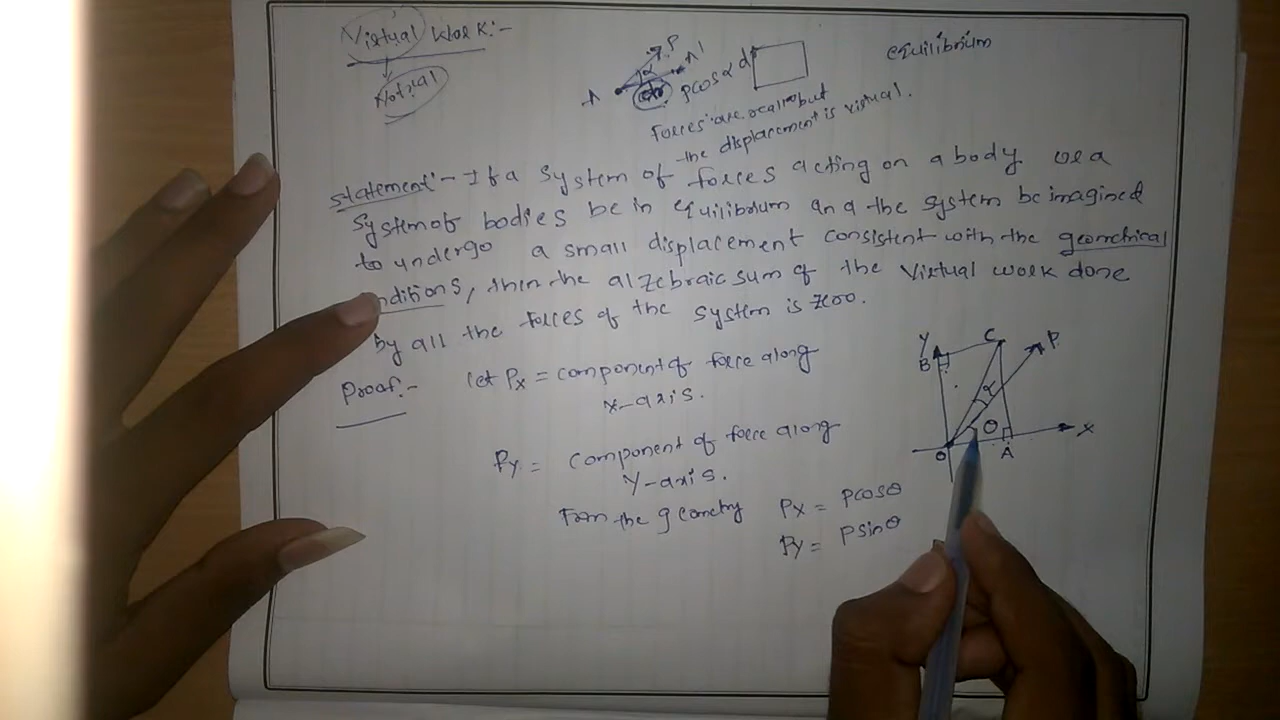 Virtual Work:-
Not real
P
A'
α
A
Pcosα
equilibrium
Forces are real but
the displacement is virtual.
Statement:- If a system of forces acting on a body or a
system of bodies be in equilibrium and the system be imagined
to undergo a small displacement consistent with the geometrical
nditions, then the alzebraic sum of the virtual work done
by all the forces of the system is zero.
Proof:- Let Px = component of force along
x-axis.
Py = component of force along
Y-axis.
From the geometry Px = Pcosθ
Py = Psinθ
Y
B
C
P
α
θ
O
A
X